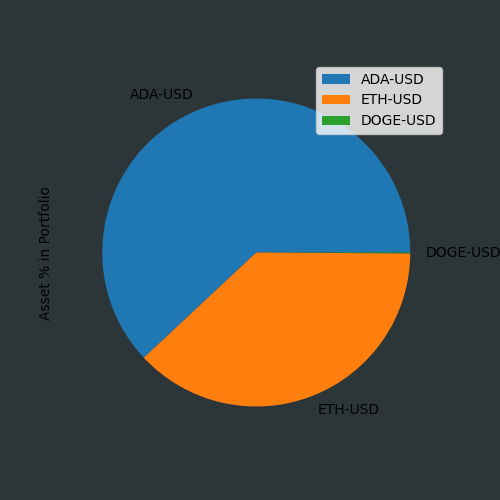 ADA-USD
ETH-USD
DOGE-USD
ADA-USD
DOGE-USD
ETH-USD
Asset % in Portfolio